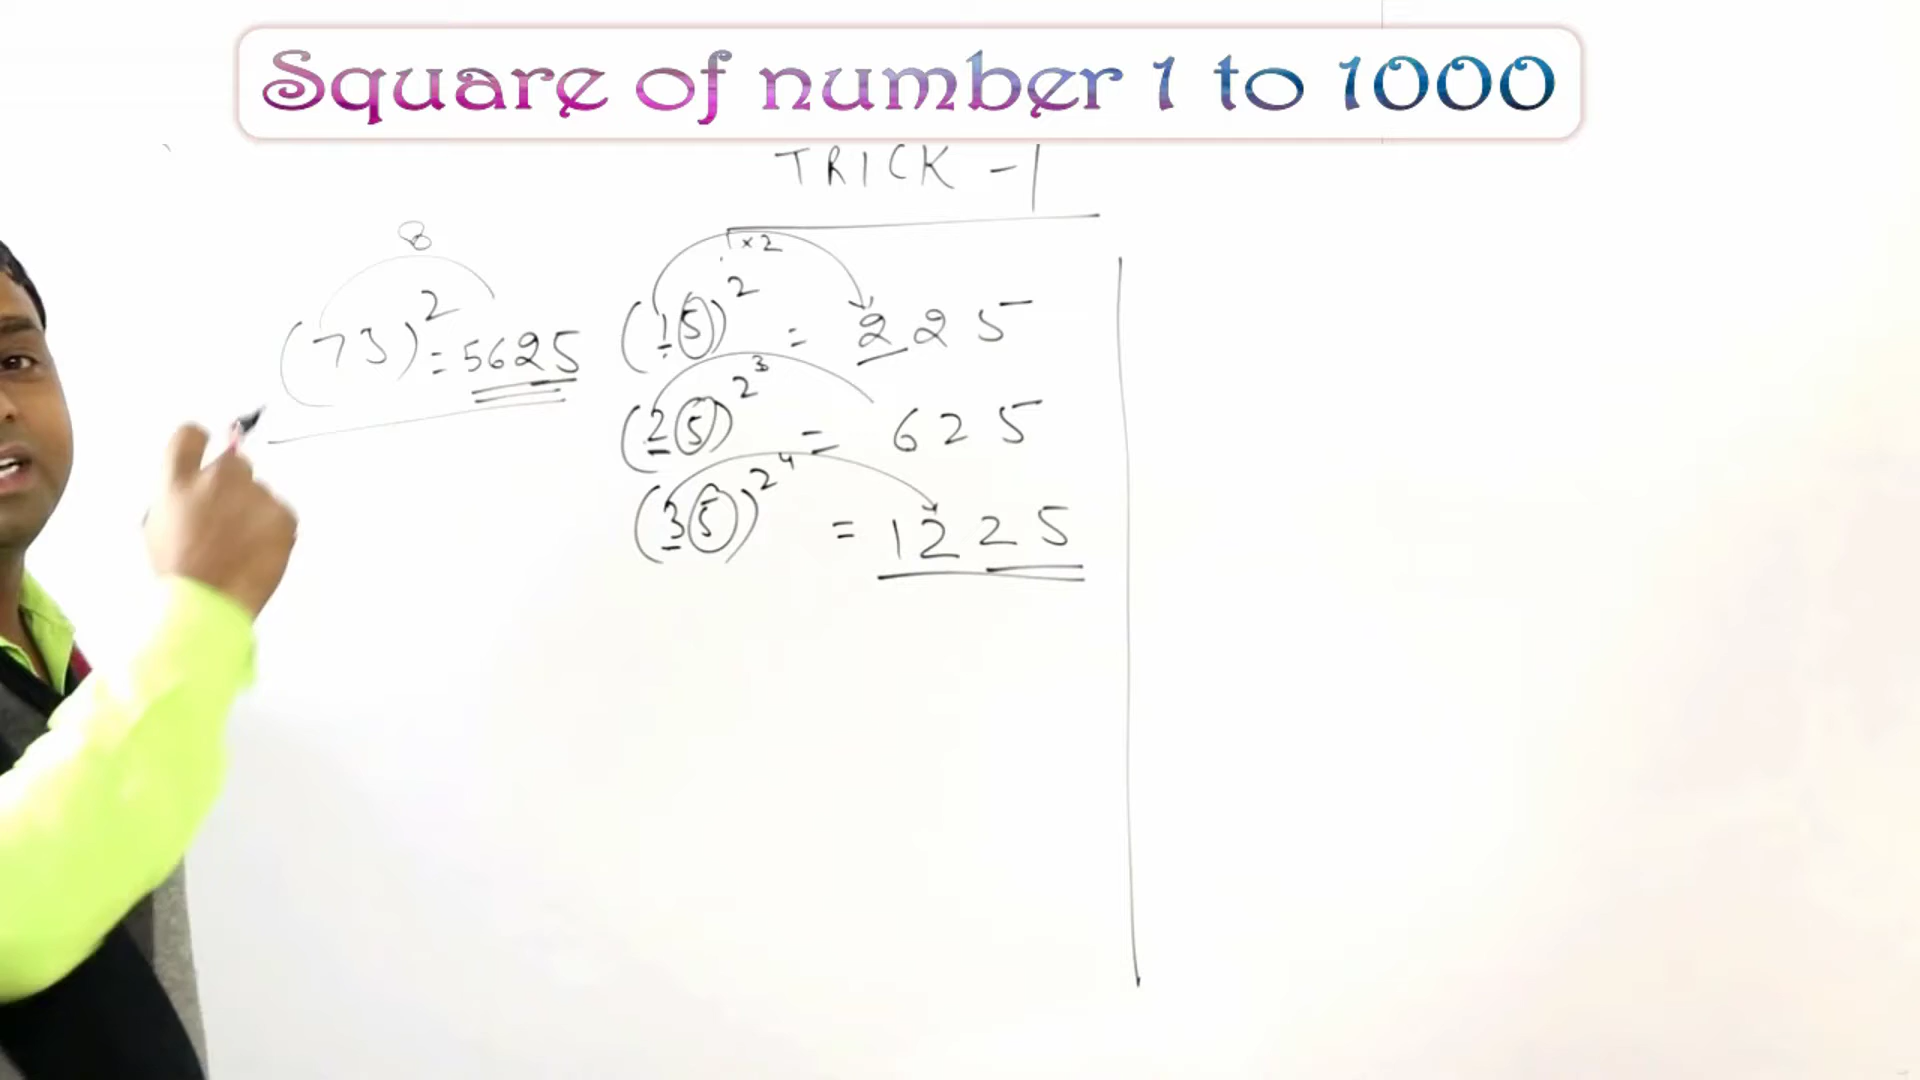 Square of number 1 to 1000
TRICK -1
8
(73)² = 5625
×2
(15)² = 225
3
(25)² = 625
4
(35)² = 1225